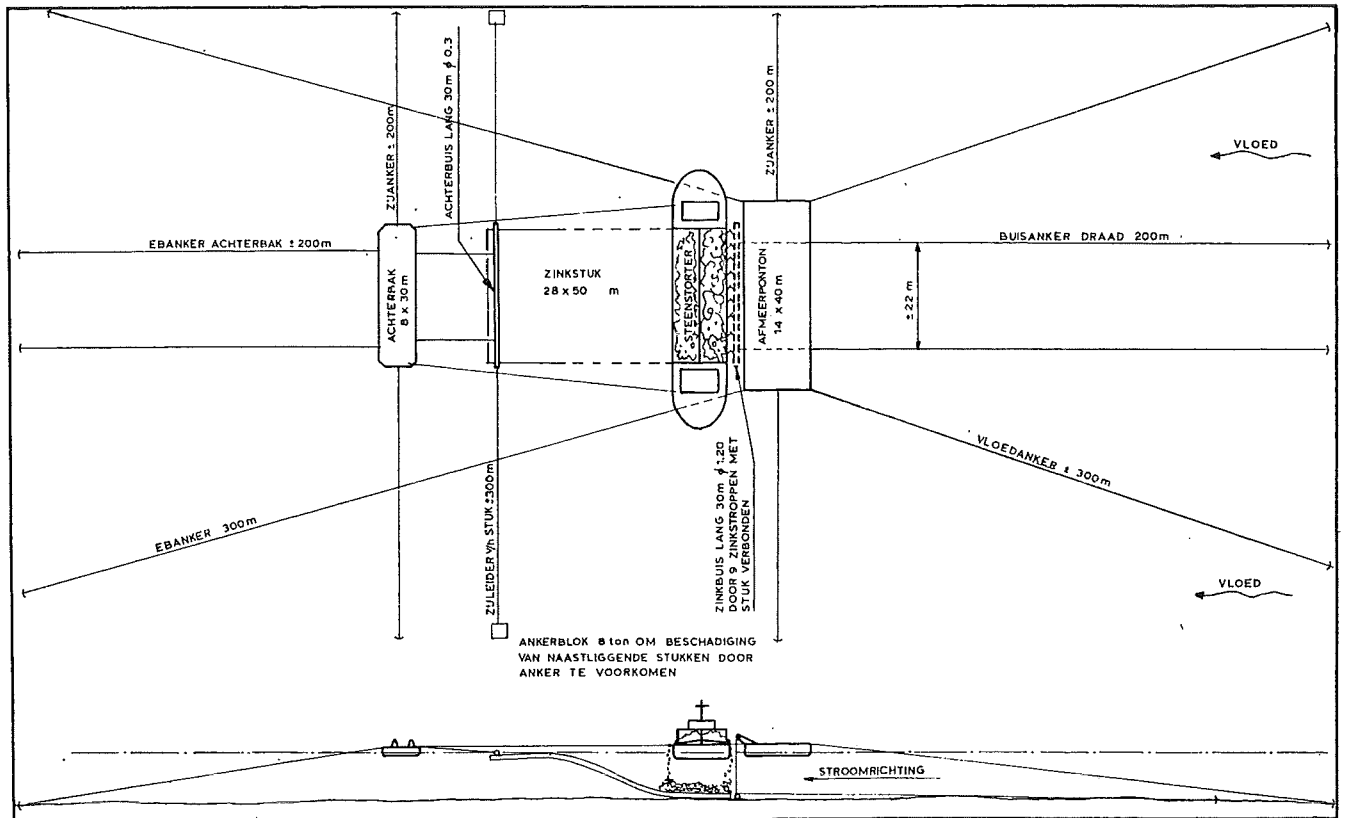 ZIJANKER ± 200m
ACHTERBUIS LANG 30m ϕ 0.3
ZIJANKER ± 200 m
VLOED
EBANKER ACHTERBAK ± 200m
BUISANKER DRAAD 200m
ACHTERBAK
8 x 30m
ZINKSTUK
28 x 50 m
STEENSTORTER
AFMEERPONTON
14 x 40m
± 22 m
ZIJLEIDER v/h STUK ± 300m
ZINKBUIS LANG 30m ϕ 1.20
DOOR 9 ZINKSTROPPEN MET
STUK VERBONDEN
VLOEDANKER ± 300m
EBANKER 300m
VLOED
ANKERBLOK 8 ton OM BESCHADIGING
VAN NAASTLIGGENDE STUKKEN DOOR
ANKER TE VOORKOMEN
STROOMRICHTING